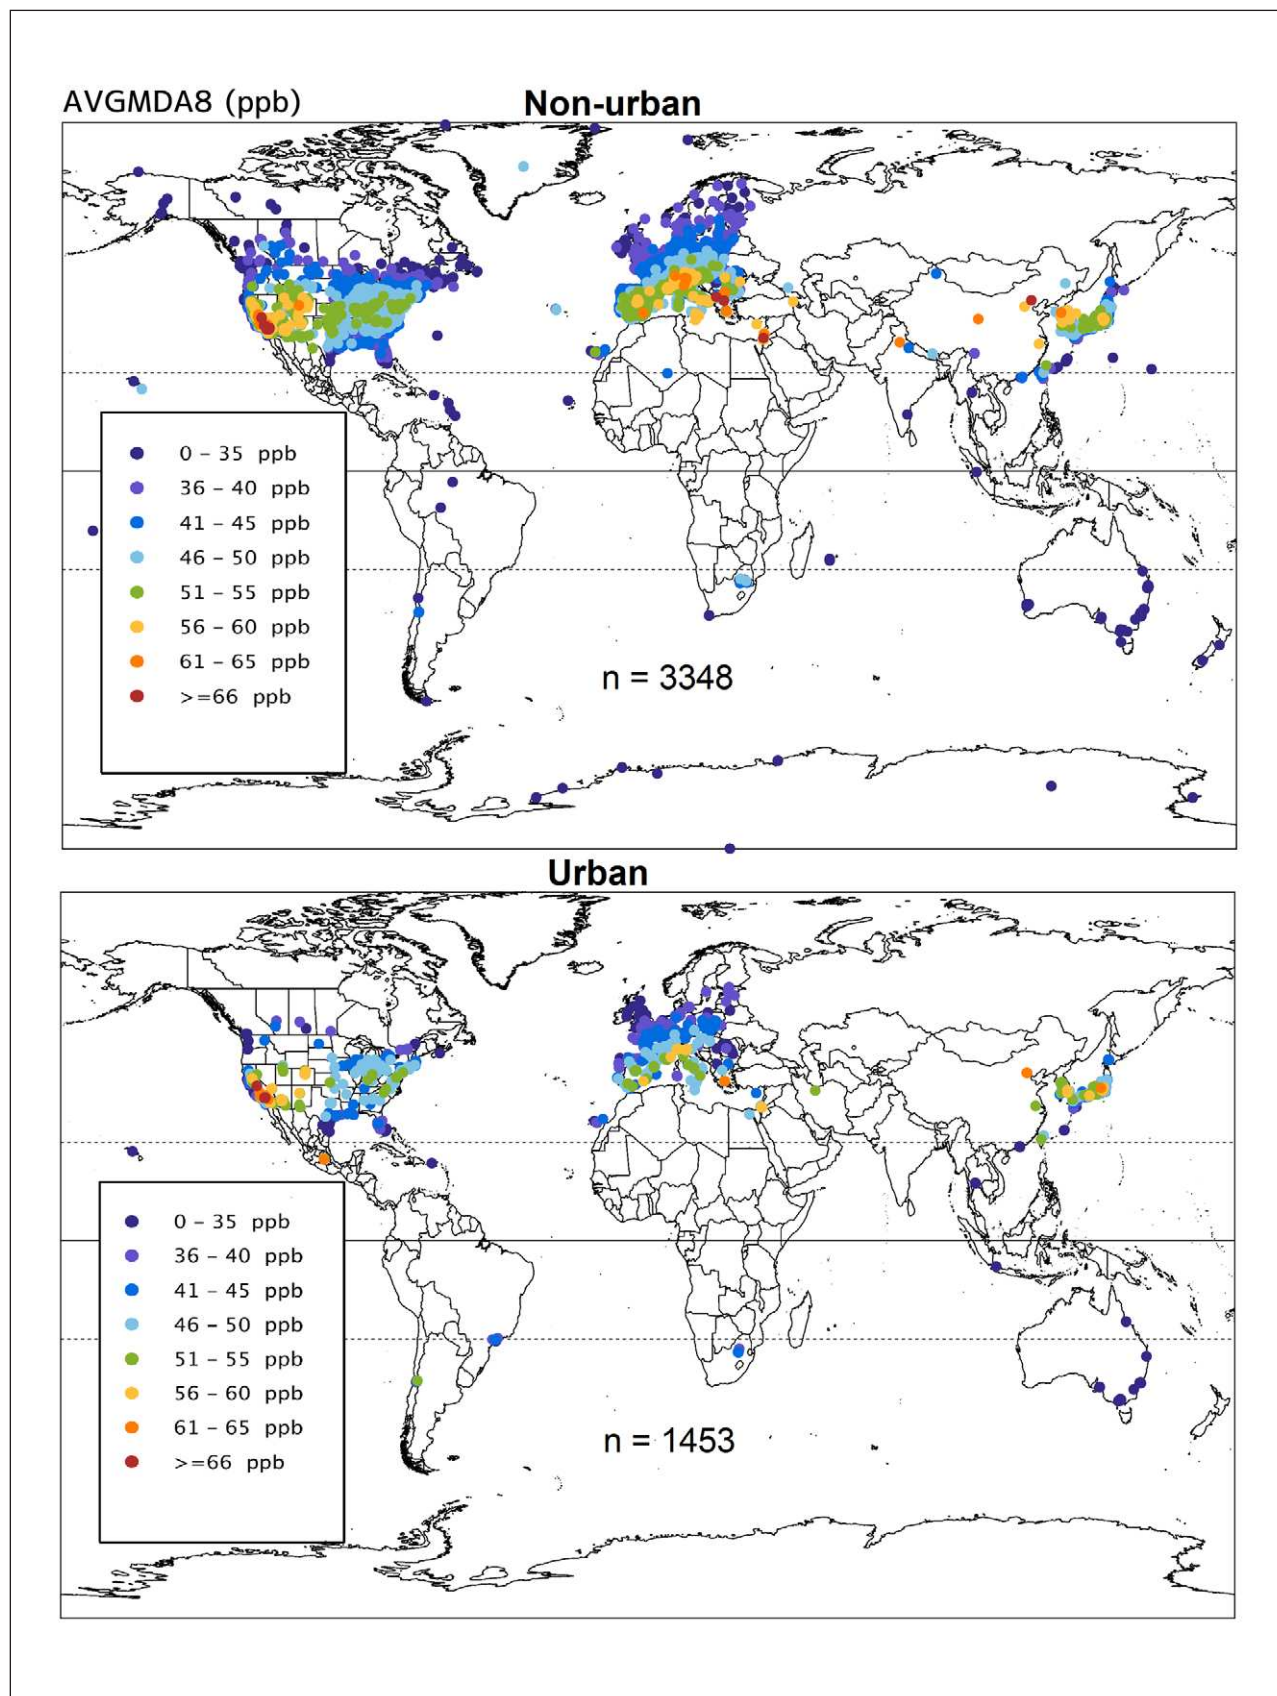 AVGMDA8 (ppb)
Non-urban
0 – 35 ppb
36 – 40 ppb
41 – 45 ppb
46 – 50 ppb
51 – 55 ppb
56 – 60 ppb
61 – 65 ppb
>=66 ppb
n = 3348
Urban
0 – 35 ppb
36 – 40 ppb
41 – 45 ppb
46 – 50 ppb
51 – 55 ppb
56 – 60 ppb
61 – 65 ppb
>=66 ppb
n = 1453